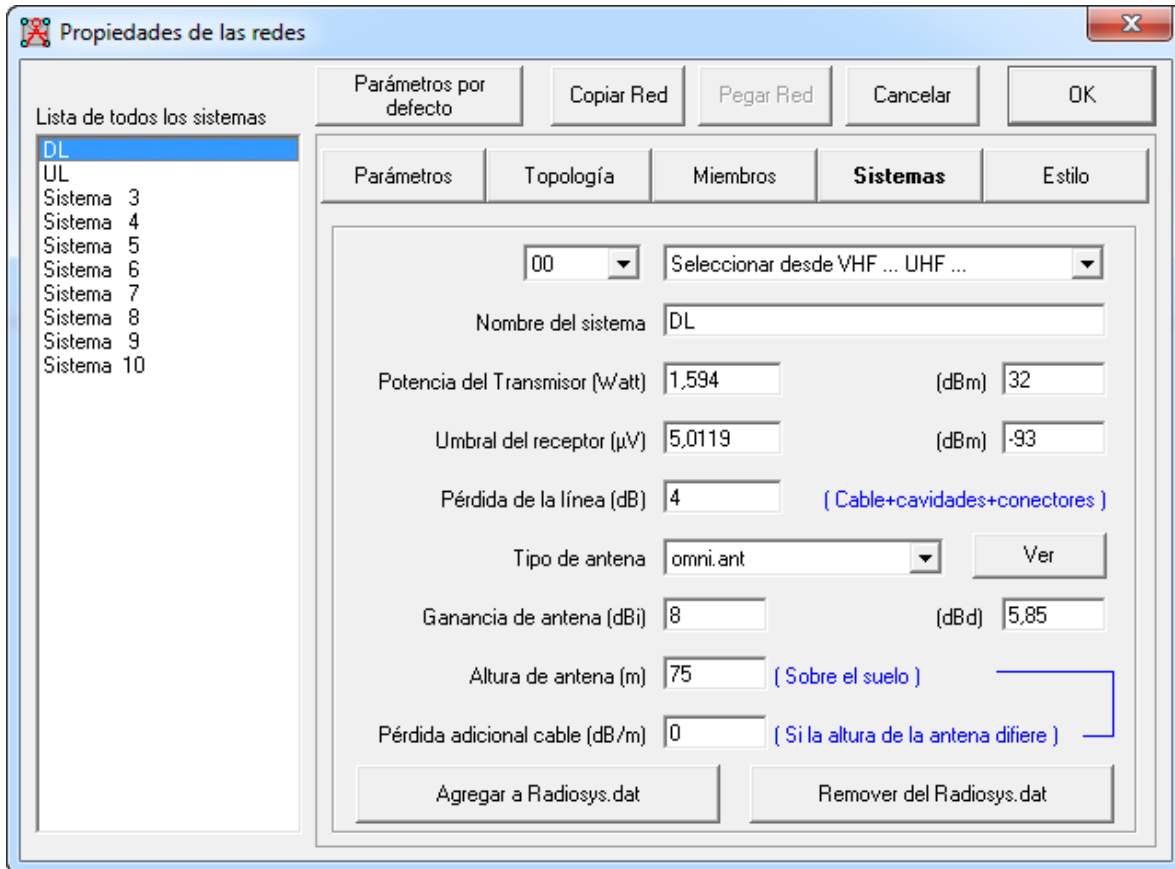 Propiedades de las redes
Lista de todos los sistemas
DL
UL
Sistema 3
Sistema 4
Sistema 5
Sistema 6
Sistema 7
Sistema 8
Sistema 9
Sistema 10
Parámetros por
defecto
Copiar Red
Pegar Red
Cancelar
OK
Parámetros
Topología
Miembros
Sistemas
Estilo
00 Seleccionar desde VHF ... UHF ...
Nombre del sistema DL
Potencia del Transmisor (Watt) 1,594 (dBm) 32
Umbral del receptor (µV) 5,0119 (dBm) -93
Pérdida de la línea (dB) 4 ( Cable+cavidades+conectores )
Tipo de antena omni.ant Ver
Ganancia de antena (dBi) 8 (dBd) 5,85
Altura de antena (m) 75 ( Sobre el suelo )
Pérdida adicional cable (dB/m) 0 ( Si la altura de la antena difiere )
Agregar a Radiosys.dat
Remover del Radiosys.dat